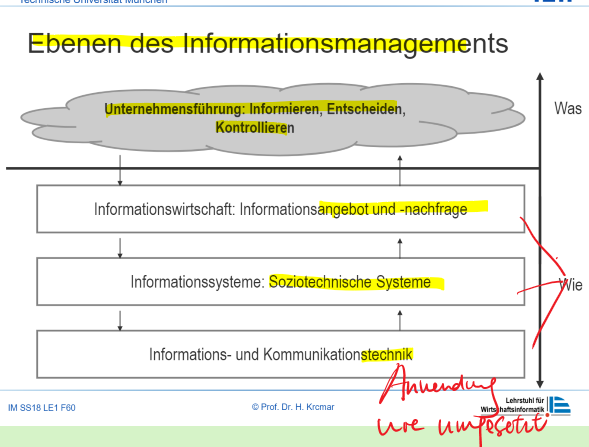 Technische Universität München
Ebenen des Informationsmanagements
Unternehmensführung: Informieren, Entscheiden,
Kontrollieren
Was
Informationswirtschaft: Informationsangebot und -nachfrage
Informationssysteme: Soziotechnische Systeme
Wie
Informations- und Kommunikationstechnik
Anwendung
wie umgesetzt
IM SS18 LE1 F60
© Prof. Dr. H. Krcmar
Lehrstuhl für
Wirtschaftsinformatik